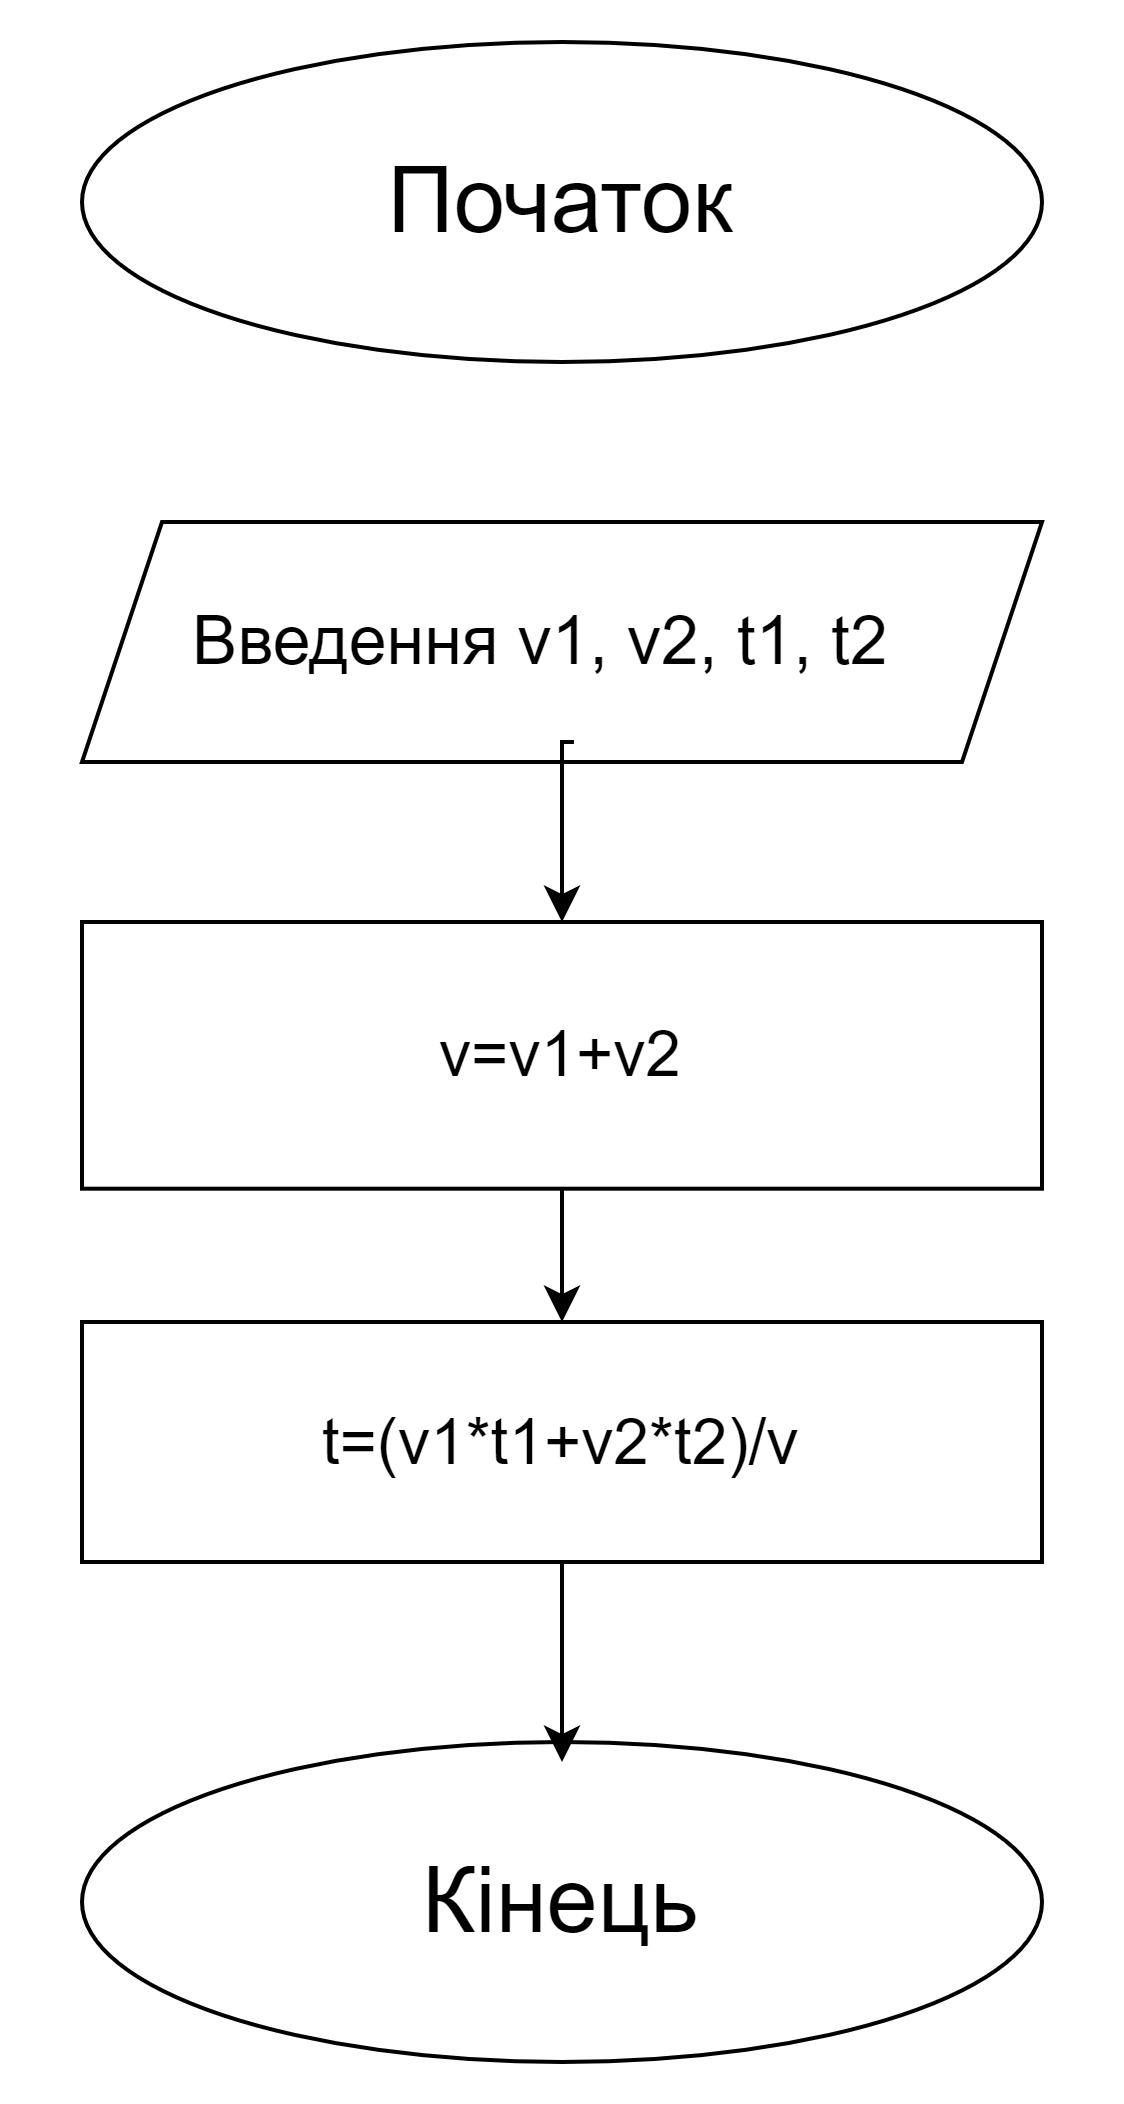 Початок
Введення v1, v2, t1, t2
v=v1+v2
t=(v1*t1+v2*t2)/v
Кінець